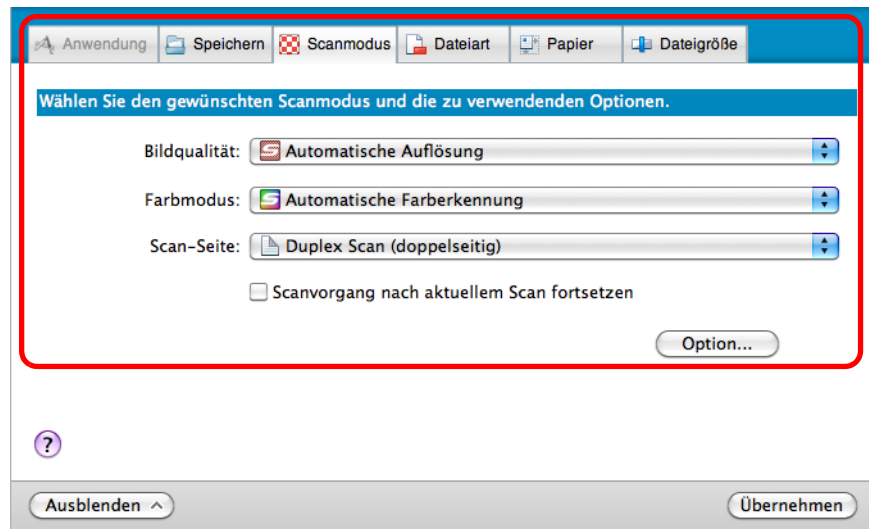 Anwendung Speichern Scanmodus Dateiart Papier Dateigröße
Wählen Sie den gewünschten Scanmodus und die zu verwendenden Optionen.
Bildqualität: Automatische Auflösung
Farbmodus: Automatische Farberkennung
Scan-Seite: Duplex Scan (doppelseitig)
Scanvorgang nach aktuellem Scan fortsetzen
Option...
?
Ausblenden Übernehmen